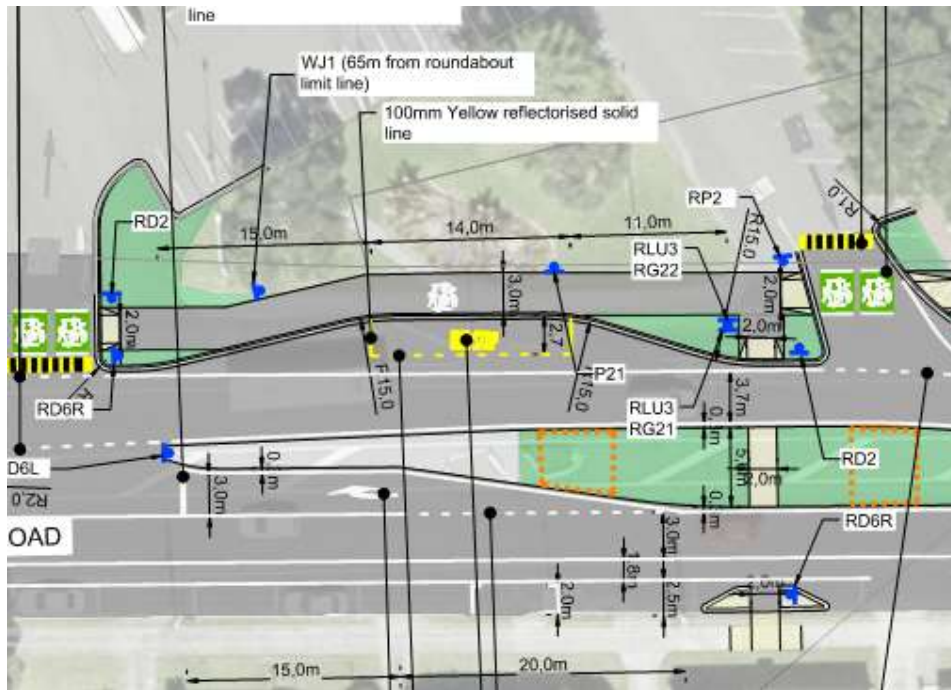 line
WJ1 (65m from roundabout
limit line)
100mm Yellow reflectorised solid
line
RD2
RP2
R1.0
15,0m
14,0m
11,0m
RLU3
RG22
R15.0
3.0m
2,0m
2,0m
2,0m
2,7
R15.0
P21
RD6R
3,7m
RLU3
RG21
RD2
D6L
R2,0
3,0m
2,0m
OAD
RD6R
3,0m
1,8m
2,0m
2,5m
15,0m
20,0m